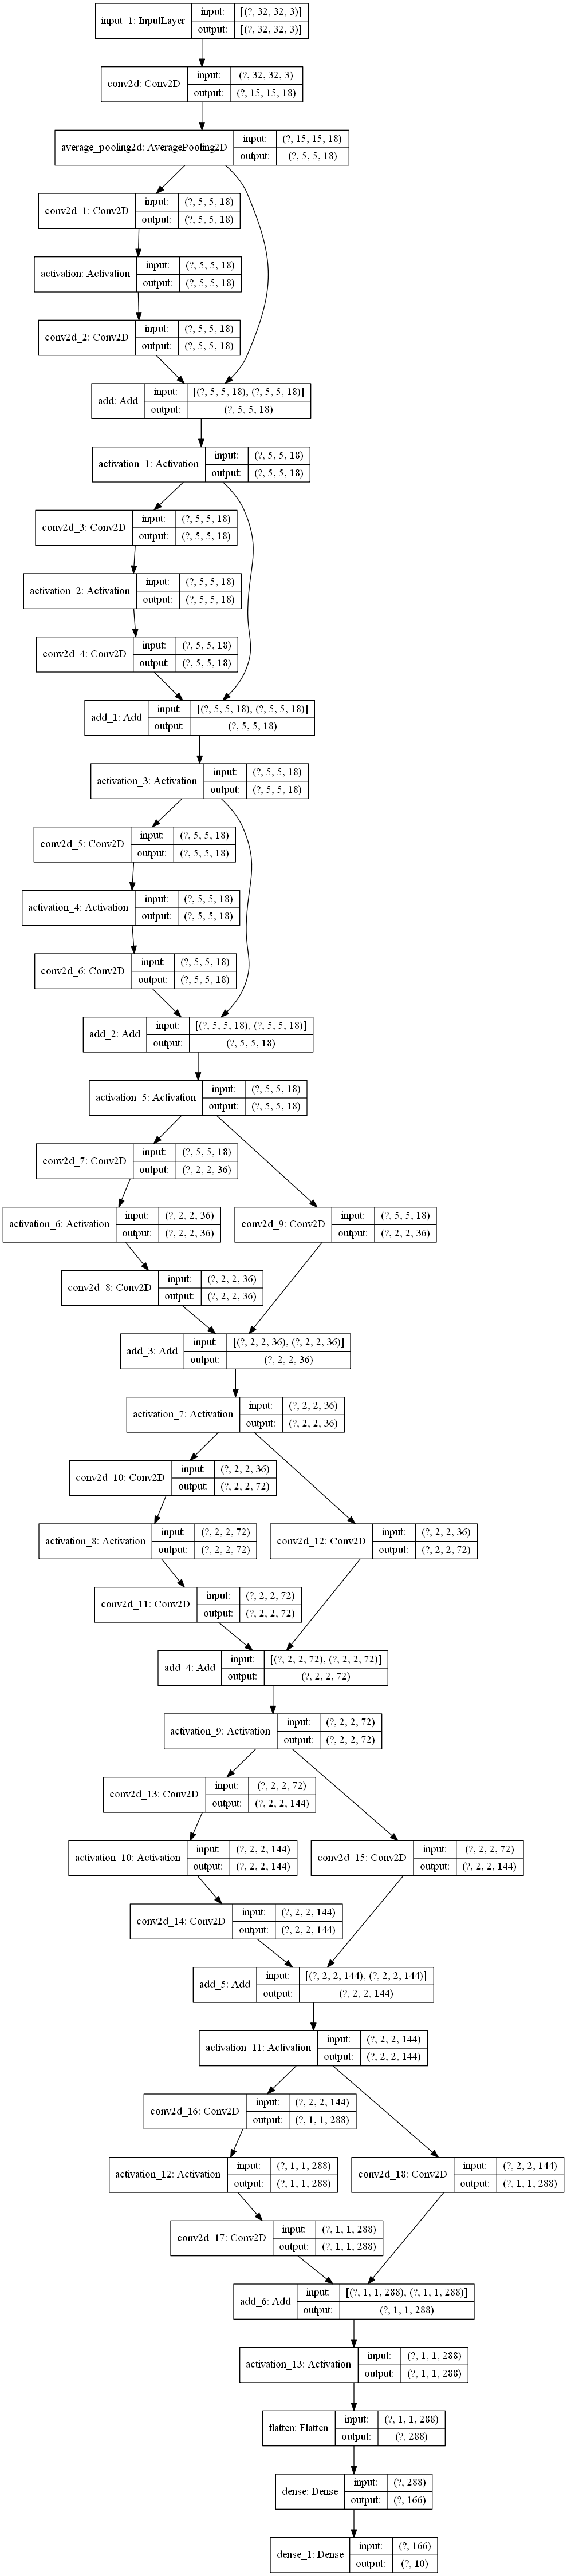 input_1: InputLayer
input: [(?, 32, 32, 3)]
output: [(?, 32, 32, 3)]
conv2d: Conv2D
input: (?, 32, 32, 3)
output: (?, 15, 15, 18)
average_pooling2d: AveragePooling2D
input: (?, 15, 15, 18)
output: (?, 5, 5, 18)
conv2d_1: Conv2D
input: (?, 5, 5, 18)
output: (?, 5, 5, 18)
activation: Activation
input: (?, 5, 5, 18)
output: (?, 5, 5, 18)
conv2d_2: Conv2D
input: (?, 5, 5, 18)
output: (?, 5, 5, 18)
add: Add
input: [(?, 5, 5, 18), (?, 5, 5, 18)]
output: (?, 5, 5, 18)
activation_1: Activation
input: (?, 5, 5, 18)
output: (?, 5, 5, 18)
conv2d_3: Conv2D
input: (?, 5, 5, 18)
output: (?, 5, 5, 18)
activation_2: Activation
input: (?, 5, 5, 18)
output: (?, 5, 5, 18)
conv2d_4: Conv2D
input: (?, 5, 5, 18)
output: (?, 5, 5, 18)
add_1: Add
input: [(?, 5, 5, 18), (?, 5, 5, 18)]
output: (?, 5, 5, 18)
activation_3: Activation
input: (?, 5, 5, 18)
output: (?, 5, 5, 18)
conv2d_5: Conv2D
input: (?, 5, 5, 18)
output: (?, 5, 5, 18)
activation_4: Activation
input: (?, 5, 5, 18)
output: (?, 5, 5, 18)
conv2d_6: Conv2D
input: (?, 5, 5, 18)
output: (?, 5, 5, 18)
add_2: Add
input: [(?, 5, 5, 18), (?, 5, 5, 18)]
output: (?, 5, 5, 18)
activation_5: Activation
input: (?, 5, 5, 18)
output: (?, 5, 5, 18)
conv2d_7: Conv2D
input: (?, 5, 5, 18)
output: (?, 2, 2, 36)
activation_6: Activation
input: (?, 2, 2, 36)
output: (?, 2, 2, 36)
conv2d_9: Conv2D
input: (?, 5, 5, 18)
output: (?, 2, 2, 36)
conv2d_8: Conv2D
input: (?, 2, 2, 36)
output: (?, 2, 2, 36)
add_3: Add
input: [(?, 2, 2, 36), (?, 2, 2, 36)]
output: (?, 2, 2, 36)
activation_7: Activation
input: (?, 2, 2, 36)
output: (?, 2, 2, 36)
conv2d_10: Conv2D
input: (?, 2, 2, 36)
output: (?, 2, 2, 72)
activation_8: Activation
input: (?, 2, 2, 72)
output: (?, 2, 2, 72)
conv2d_12: Conv2D
input: (?, 2, 2, 36)
output: (?, 2, 2, 72)
conv2d_11: Conv2D
input: (?, 2, 2, 72)
output: (?, 2, 2, 72)
add_4: Add
input: [(?, 2, 2, 72), (?, 2, 2, 72)]
output: (?, 2, 2, 72)
activation_9: Activation
input: (?, 2, 2, 72)
output: (?, 2, 2, 72)
conv2d_13: Conv2D
input: (?, 2, 2, 72)
output: (?, 2, 2, 144)
activation_10: Activation
input: (?, 2, 2, 144)
output: (?, 2, 2, 144)
conv2d_15: Conv2D
input: (?, 2, 2, 72)
output: (?, 2, 2, 144)
conv2d_14: Conv2D
input: (?, 2, 2, 144)
output: (?, 2, 2, 144)
add_5: Add
input: [(?, 2, 2, 144), (?, 2, 2, 144)]
output: (?, 2, 2, 144)
activation_11: Activation
input: (?, 2, 2, 144)
output: (?, 2, 2, 144)
conv2d_16: Conv2D
input: (?, 2, 2, 144)
output: (?, 1, 1, 288)
activation_12: Activation
input: (?, 1, 1, 288)
output: (?, 1, 1, 288)
conv2d_18: Conv2D
input: (?, 2, 2, 144)
output: (?, 1, 1, 288)
conv2d_17: Conv2D
input: (?, 1, 1, 288)
output: (?, 1, 1, 288)
add_6: Add
input: [(?, 1, 1, 288), (?, 1, 1, 288)]
output: (?, 1, 1, 288)
activation_13: Activation
input: (?, 1, 1, 288)
output: (?, 1, 1, 288)
flatten: Flatten
input: (?, 1, 1, 288)
output: (?, 288)
dense: Dense
input: (?, 288)
output: (?, 166)
dense_1: Dense
input: (?, 166)
output: (?, 10)